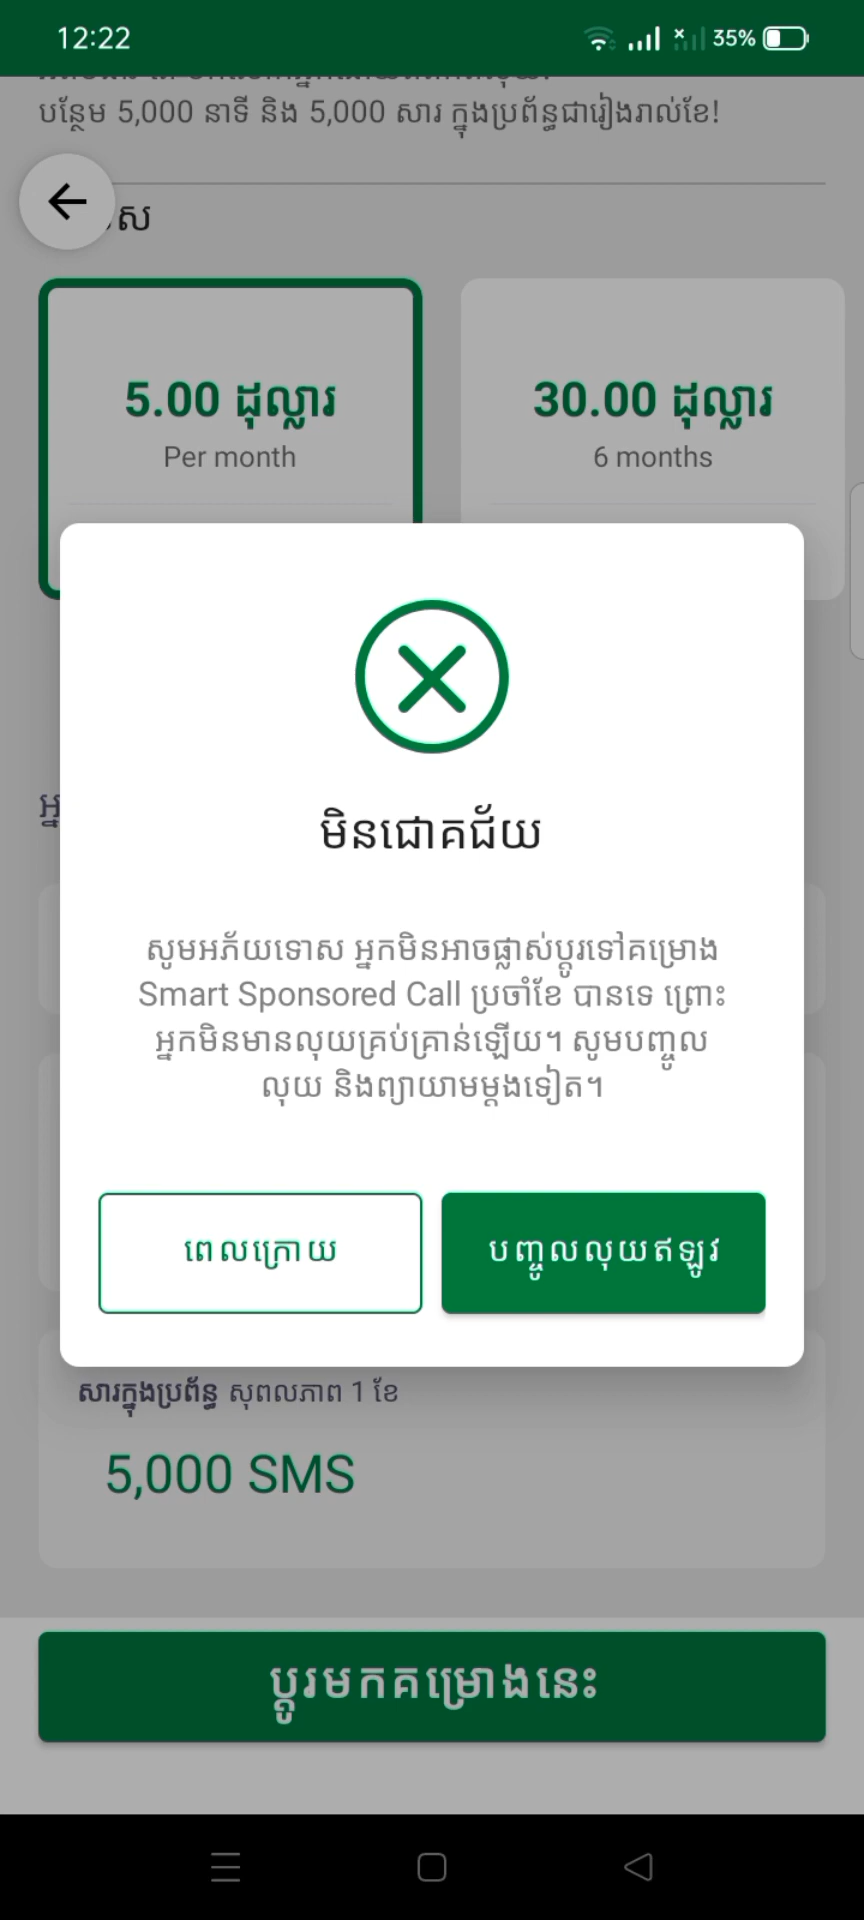 12:22
35%
បន្ថែម 5,000 នាទី និង 5,000 សារ ក្នុងប្រព័ន្ធជារៀងរាល់ខែ!
5.00 ដុល្លារ
Per month
30.00 ដុល្លារ
6 months
មិនជោគជ័យ
សូមអភ័យទោស អ្នកមិនអាចផ្លាស់ប្តូរទៅគម្រោង
Smart Sponsored Call ប្រចាំខែ បានទេ ព្រោះ
អ្នកមិនមានលុយគ្រប់គ្រាន់ឡើយ។ សូមបញ្ចូល
លុយ និងព្យាយាមម្តងទៀត។
ពេលក្រោយ
បញ្ចូលលុយឥឡូវ
សារក្នុងប្រព័ន្ធ សុពលភាព 1 ខែ
5,000 SMS
ប្តូរមកគម្រោងនេះ